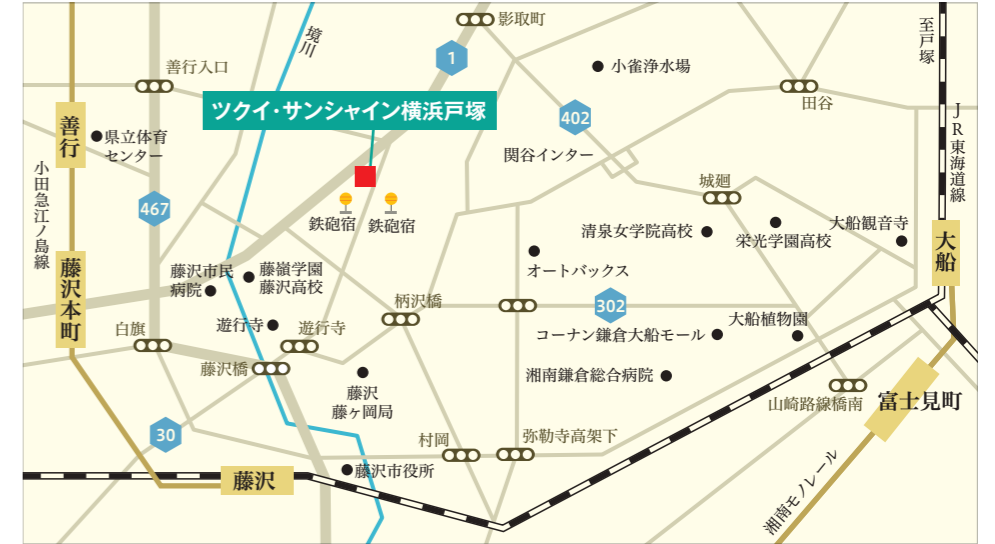 影取町
境川
1
至戸塚
善行入口
小雀浄水場
田谷
ツクイ・サンシャイン横浜戸塚
402
JR東海道線
善行
県立体育
センター
関谷インター
小田急江ノ島線
467
城廻
鉄砲宿
鉄砲宿
清泉女学院高校
栄光学園高校
大船観音寺
大船
藤沢本町
藤沢市民
病院
藤嶺学園
藤沢高校
オートバックス
柄沢橋
302
白旗
遊行寺
遊行寺
コーナン鎌倉大船モール
大船植物園
藤沢橋
藤沢
藤ヶ岡局
湘南鎌倉総合病院
山崎路線橋南
富士見町
30
村岡
弥勒寺高架下
藤沢
藤沢市役所
湘南モノレール